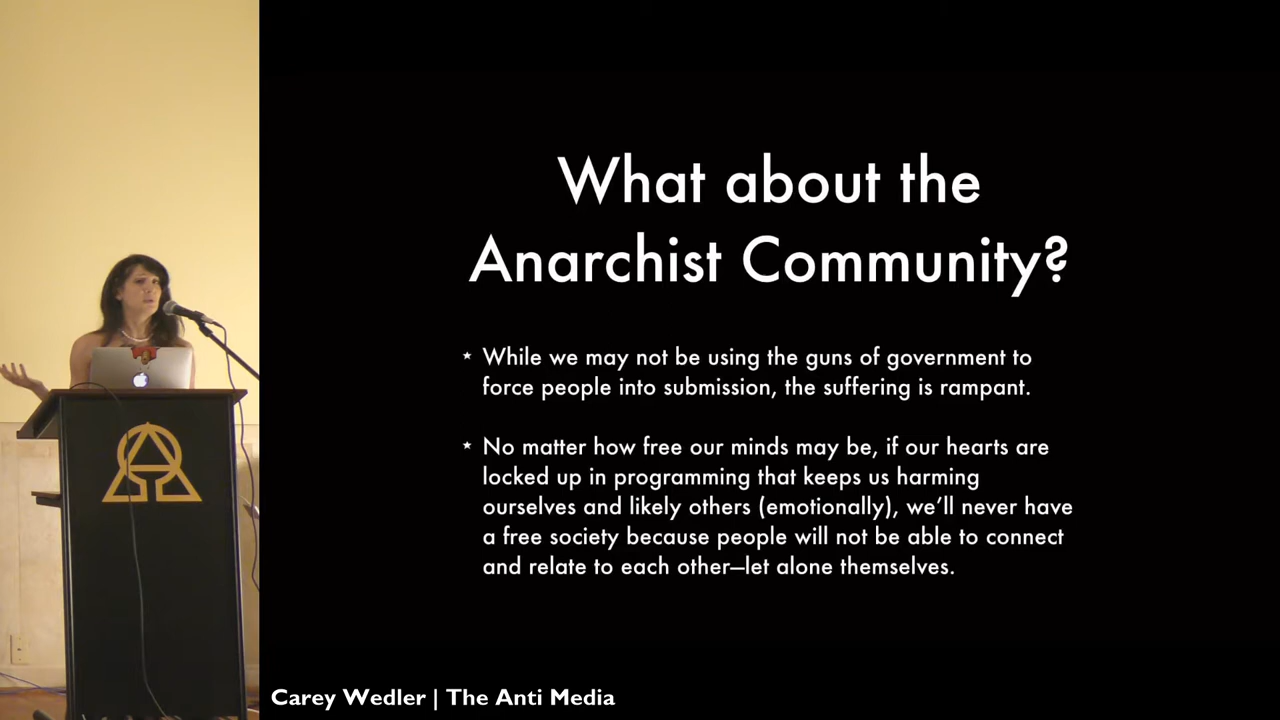 What about the
Anarchist Community?
★ While we may not be using the guns of government to
force people into submission, the suffering is rampant.
★ No matter how free our minds may be, if our hearts are
locked up in programming that keeps us harming
ourselves and likely others (emotionally), we’ll never have
a free society because people will not be able to connect
and relate to each other—let alone themselves.
Carey Wedler | The Anti Media